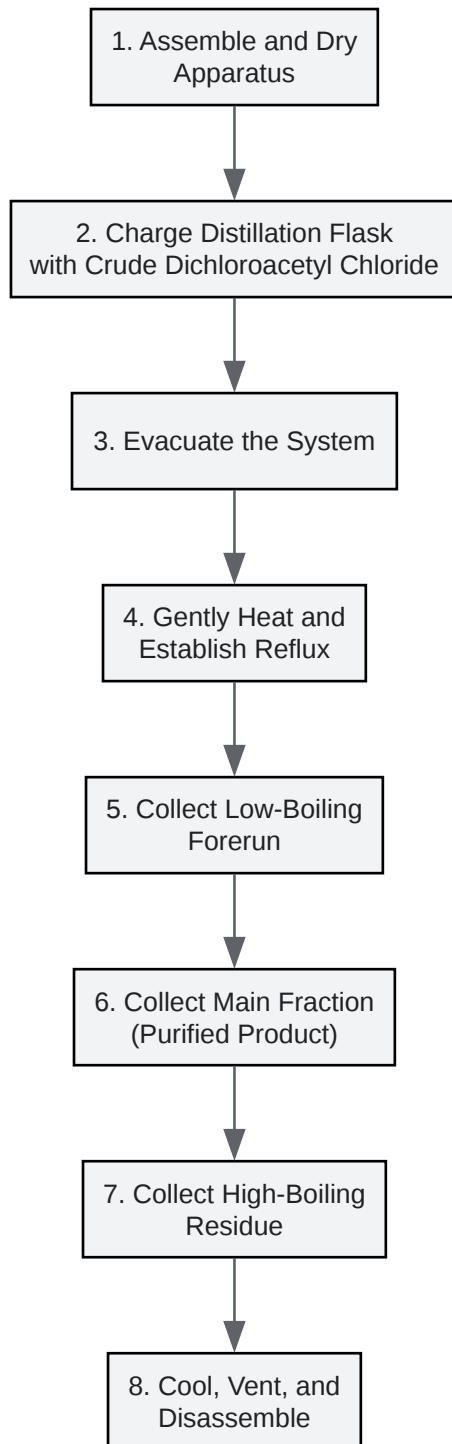 1. Assemble and Dry
Apparatus
2. Charge Distillation Flask
with Crude Dichloroacetyl Chloride
3. Evacuate the System
4. Gently Heat and
Establish Reflux
5. Collect Low-Boiling
Forerun
6. Collect Main Fraction
(Purified Product)
7. Collect High-Boiling
Residue
8. Cool, Vent, and
Disassemble